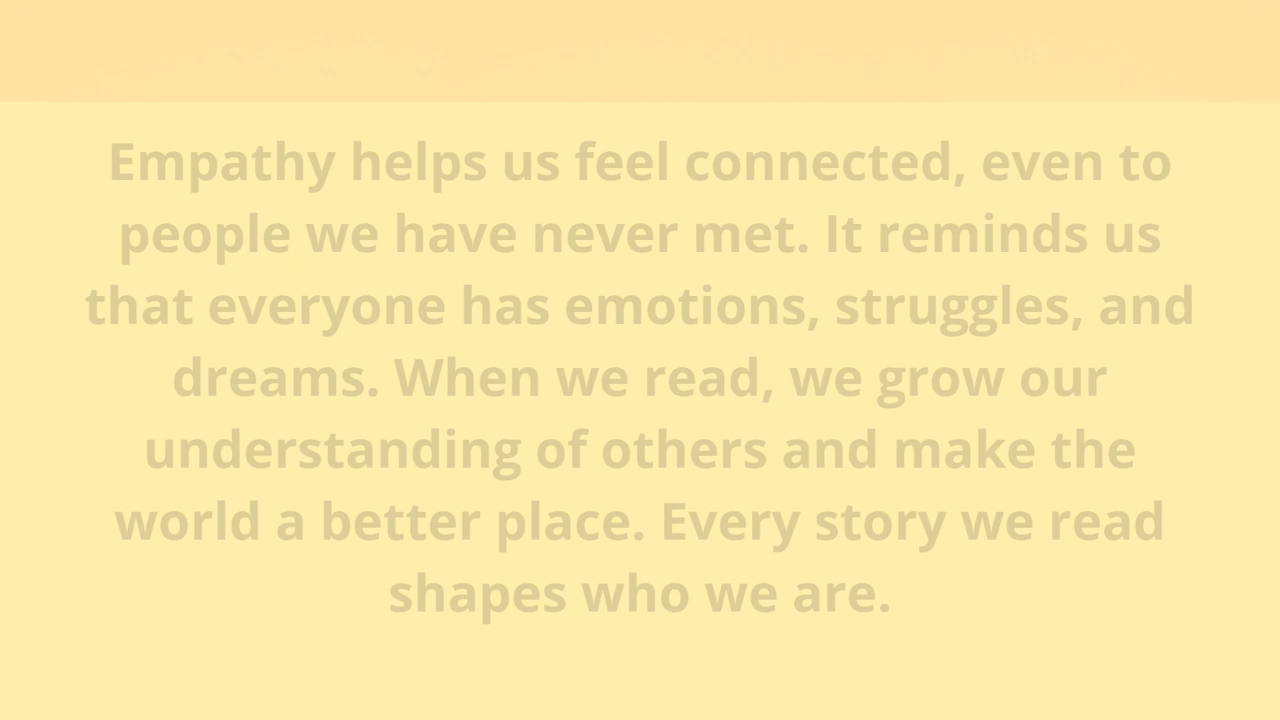 Empathy helps us feel connected, even to
people we have never met. It reminds us
that everyone has emotions, struggles, and
dreams. When we read, we grow our
understanding of others and make the
world a better place. Every story we read
shapes who we are.